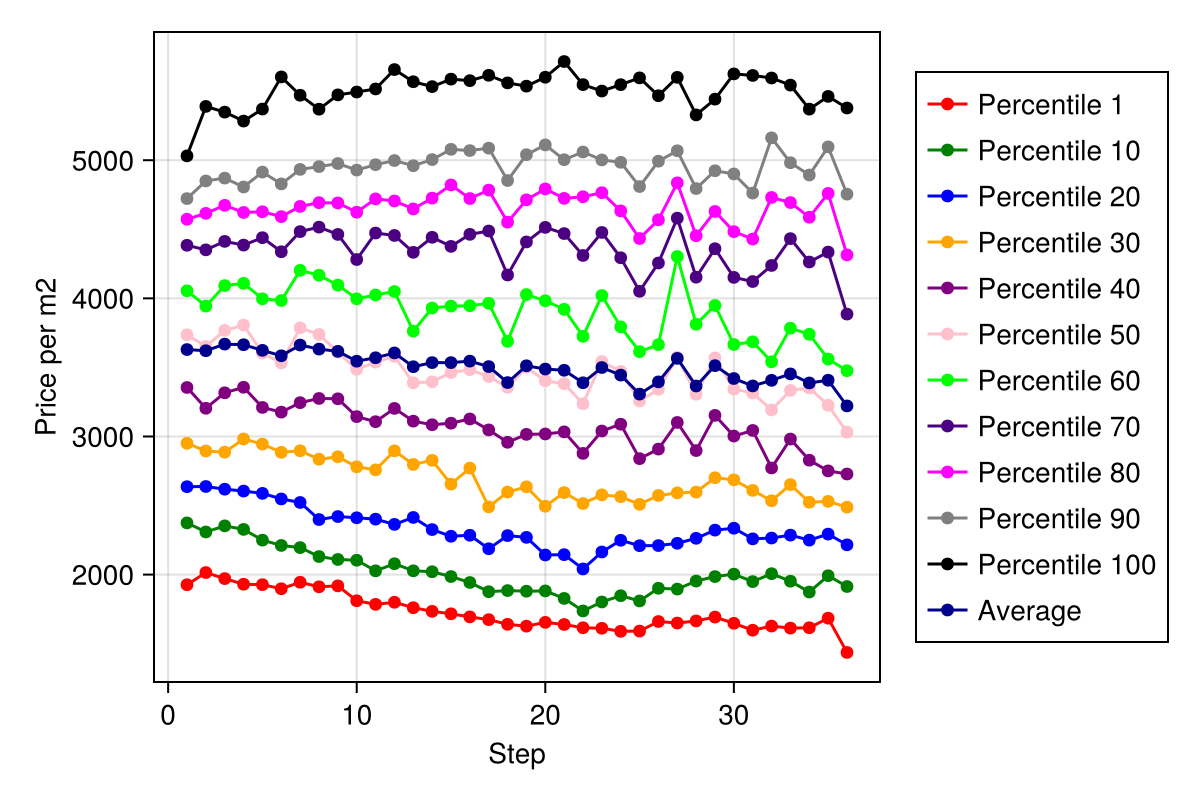 Price per m2
5000
4000
3000
2000
0
10
20
30
Step
Percentile 1
Percentile 10
Percentile 20
Percentile 30
Percentile 40
Percentile 50
Percentile 60
Percentile 70
Percentile 80
Percentile 90
Percentile 100
Average